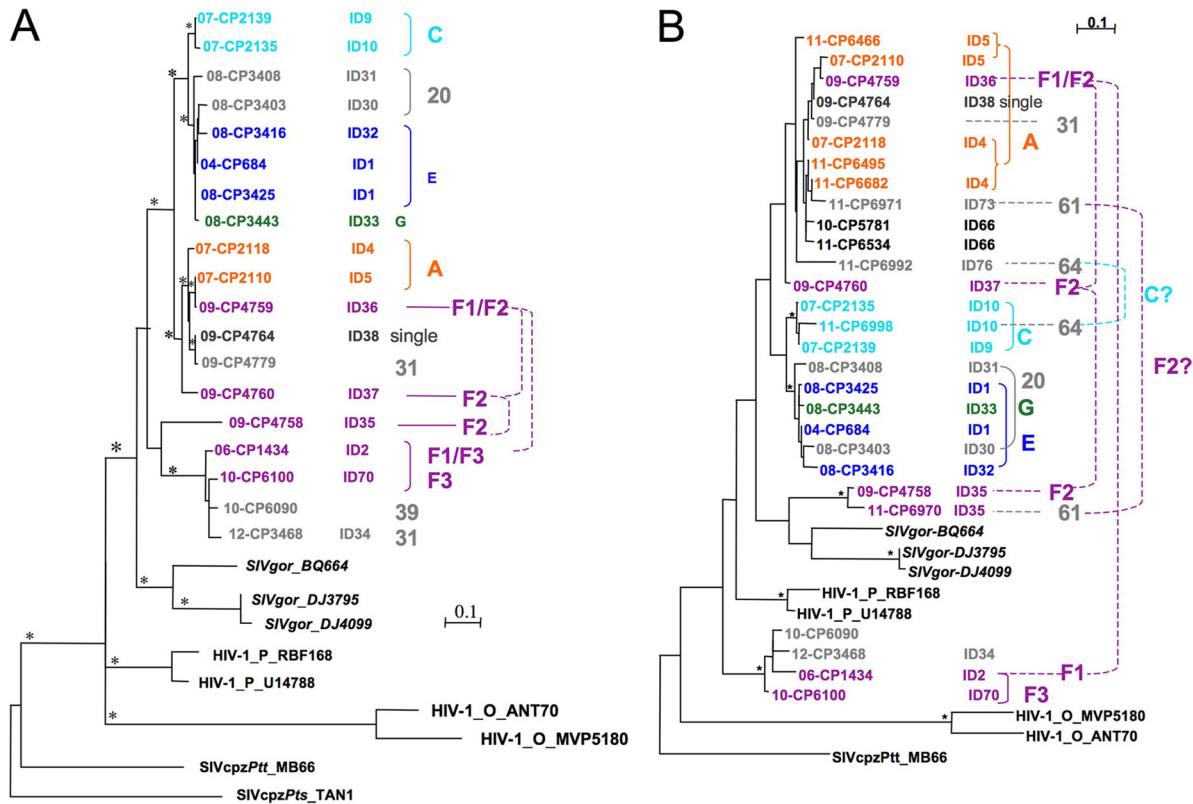 A
07-CP2139 ID9
C
07-CP2135 ID10
08-CP3408 ID31
20
08-CP3403 ID30
08-CP3416 ID32
04-CP684 ID1
E
08-CP3425 ID1
08-CP3443 ID33 G
07-CP2118 ID4
A
07-CP2110 ID5
09-CP4759 ID36 F1/F2
09-CP4764 ID38 single
09-CP4779 31
09-CP4760 ID37 F2
09-CP4758 ID35 F2
06-CP1434 ID2 F1/F3
10-CP6100 ID70 F3
10-CP6090 39
12-CP3468 ID34 31
SIVgor_BQ664
SIVgor_DJ3795
SIVgor_DJ4099
0.1
HIV-1_P_RBF168
HIV-1_P_U14788
HIV-1_O_ANT70
HIV-1_O_MVP5180
SIVcpzPtt_MB66
SIVcpzPts_TAN1
B
0.1
11-CP6466 ID5
07-CP2110 ID5
09-CP4759 ID36 F1/F2
09-CP4764 ID38 single
09-CP4779 31
07-CP2118 ID4
A
11-CP6495
11-CP6682 ID4
11-CP6971 ID73 61
10-CP5781 ID66
11-CP6534 ID66
11-CP6992 ID76 64
09-CP4760 ID37 F2
C?
07-CP2135 ID10
11-CP6998 ID10 64
C
07-CP2139 ID9
F2?
08-CP3408 ID31
20
08-CP3425 ID1
08-CP3443 ID33 G
04-CP684 ID1
E
08-CP3403 ID30
08-CP3416 ID32
09-CP4758 ID35 F2
11-CP6970 ID35 61
SIVgor-BQ664
SIVgor-DJ3795
SIVgor-DJ4099
HIV-1_P_RBF168
HIV-1_P_U14788
10-CP6090
12-CP3468 ID34
06-CP1434 ID2 F1
10-CP6100 ID70 F3
HIV-1_O_MVP5180
HIV-1_O_ANT70
SIVcpzPtt_MB66